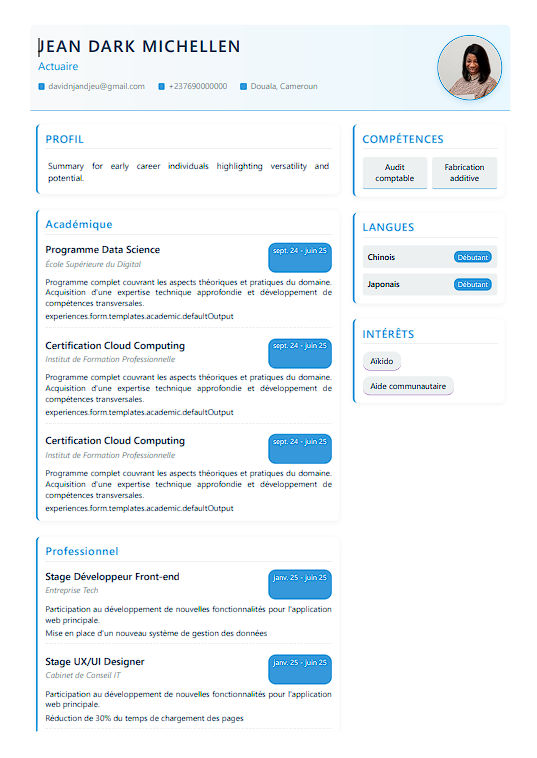 JEAN DARK MICHELLEN
Actuaire
davidnjandjeu@gmail.com +237690000000 Douala, Cameroun
PROFIL
Summary for early career individuals highlighting versatility and
potential.
Académique
Programme Data Science
sept. 24 - juin 25
École Supérieure du Digital
Programme complet couvrant les aspects théoriques et pratiques du domaine.
Acquisition d'une expertise technique approfondie et développement de
compétences transversales.
experiences.form.templates.academic.defaultOutput
Certification Cloud Computing
sept. 24 - juin 25
Institut de Formation Professionnelle
Programme complet couvrant les aspects théoriques et pratiques du domaine.
Acquisition d'une expertise technique approfondie et développement de
compétences transversales.
experiences.form.templates.academic.defaultOutput
Certification Cloud Computing
sept. 24 - juin 25
Institut de Formation Professionnelle
Programme complet couvrant les aspects théoriques et pratiques du domaine.
Acquisition d'une expertise technique approfondie et développement de
compétences transversales.
experiences.form.templates.academic.defaultOutput
Professionnel
Stage Développeur Front-end
janv. 25 - juin 25
Entreprise Tech
Participation au développement de nouvelles fonctionnalités pour l'application
web principale.
Mise en place d'un nouveau système de gestion des données
Stage UX/UI Designer
janv. 25 - juin 25
Cabinet de Conseil IT
Participation au développement de nouvelles fonctionnalités pour l'application
web principale.
Réduction de 30% du temps de chargement des pages
COMPÉTENCES
Audit
comptable
Fabrication
additive
LANGUES
Chinois Débutant
Japonais Débutant
INTÉRÊTS
Aïkido
Aide communautaire